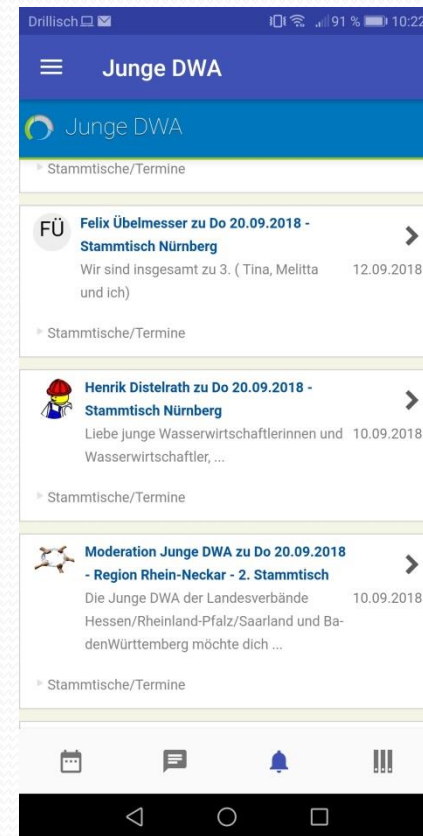 Drillisch 91 % 10:22
Junge DWA
Junge DWA
Stammtische/Termine
FÜ
Felix Übelmesser zu Do 20.09.2018 -
Stammtisch Nürnberg
Wir sind insgesamt zu 3. ( Tina, Melitta 12.09.2018
und ich)
Stammtische/Termine
Henrik Distelrath zu Do 20.09.2018 -
Stammtisch Nürnberg
Liebe junge Wasserwirtschaftlerinnen und 10.09.2018
Wasserwirtschaftler, ...
Stammtische/Termine
Moderation Junge DWA zu Do 20.09.2018
- Region Rhein-Neckar - 2. Stammtisch
Die Junge DWA der Landesverbände 10.09.2018
Hessen/Rheinland-Pfalz/Saarland und Ba-
denWürttemberg möchte dich ...
Stammtische/Termine